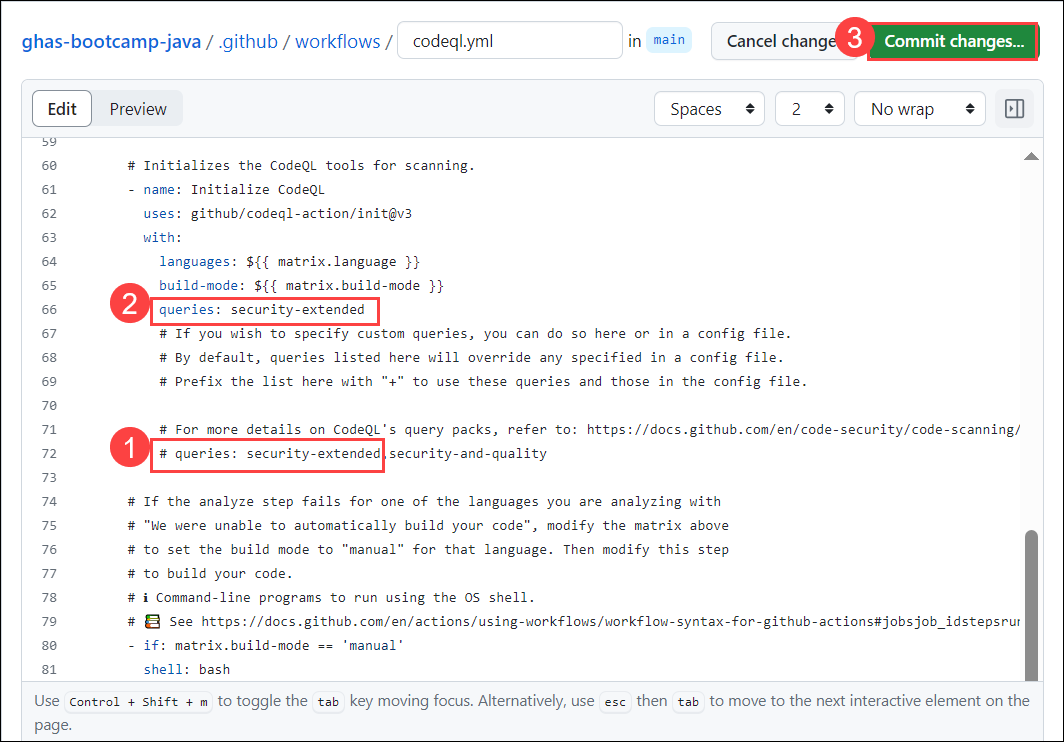 ghas-bootcamp-java / .github / workflows / codeql.yml in main Cancel change 3 Commit changes...
Edit Preview Spaces 2 No wrap
59
60 # Initializes the CodeQL tools for scanning.
61 - name: Initialize CodeQL
62 uses: github/codeql-action/init@v3
63 with:
64 languages: ${{ matrix.language }}
65 build-mode: ${{ matrix.build-mode }}
2
66 queries: security-extended
67 # If you wish to specify custom queries, you can do so here or in a config file.
68 # By default, queries listed here will override any specified in a config file.
69 # Prefix the list here with "+" to use these queries and those in the config file.
70
71 # For more details on CodeQL's query packs, refer to: https://docs.github.com/en/code-security/code-scanning/
1
72 # queries: security-extended,security-and-quality
73
74 # If the analyze step fails for one of the languages you are analyzing with
75 # "We were unable to automatically build your code", modify the matrix above
76 # to set the build mode to "manual" for that language. Then modify this step
77 # to build your code.
78 # ℹ Command-line programs to run using the OS shell.
79 # 📚 See https://docs.github.com/en/actions/using-workflows/workflow-syntax-for-github-actions#jobsjob_idstepsrun
80 - if: matrix.build-mode == 'manual'
81 shell: bash
Use Control + Shift + m to toggle the tab key moving focus. Alternatively, use esc then tab to move to the next interactive element on the
page.